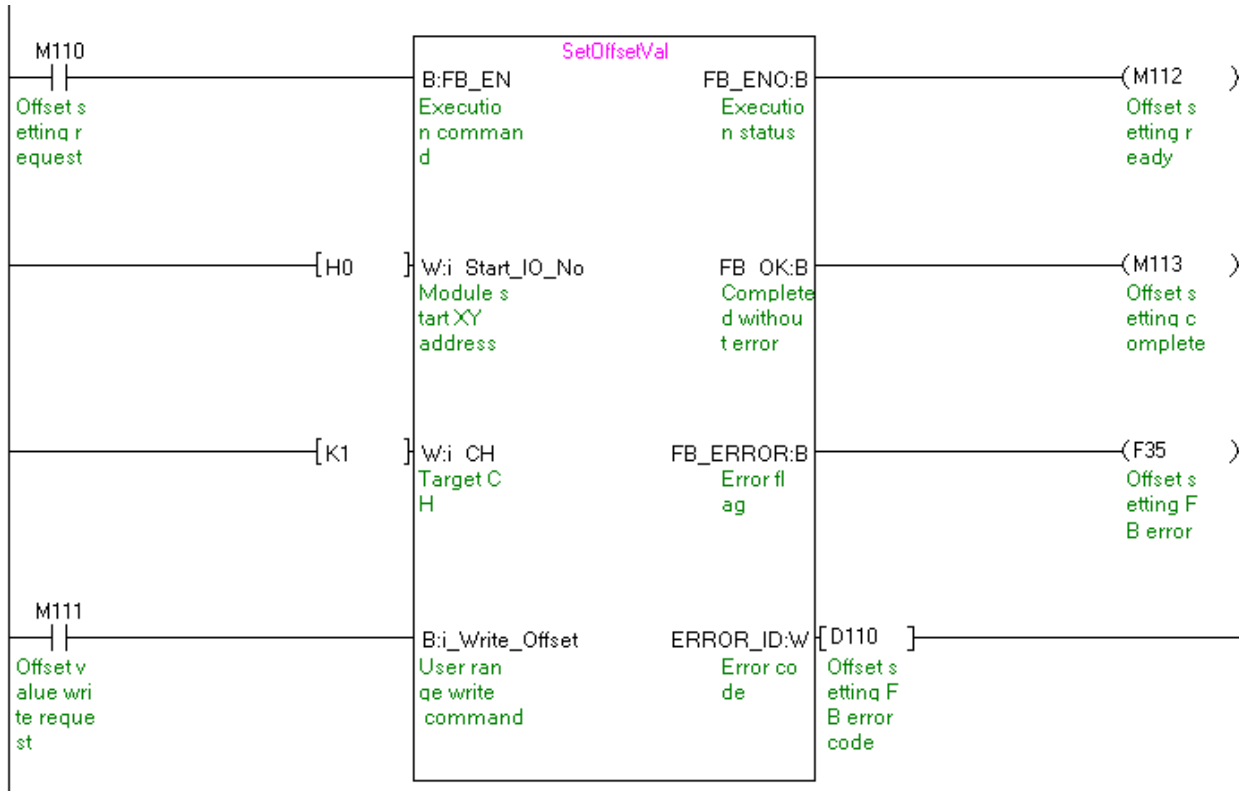 SetOffsetVal
M110
B:FB_EN
FB_ENO:B
(M112 )
Offset s
etting r
equest
Executio
n comman
d
Executio
n status
Offset s
etting r
eady
[H0 ]
W:i_Start_IO_No
FB_OK:B
(M113 )
Module s
tart XY
address
Complete
d withou
t error
Offset s
etting c
omplete
[K1 ]
W:i_CH
FB_ERROR:B
(F35 )
Target C
H
Error fl
ag
Offset s
etting F
B error
M111
B:i_Write_Offset
ERROR_ID:W
[D110 ]
Offset v
alue wri
te reque
st
User ran
ge write
command
Error co
de
Offset s
etting F
B error
code